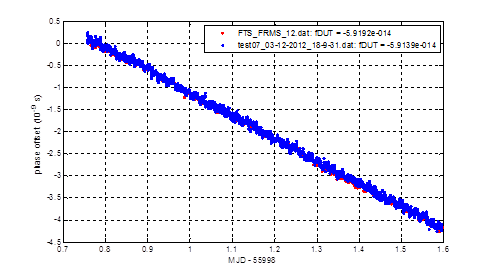 FTS_FRMS_12.dat: fDUT = -5.9192e-014
test07_03-12-2012_18-9-31.dat: fDUT = -5.9139e-014
phase offset (10^-9 s)
0.5
0
-0.5
-1
-1.5
-2
-2.5
-3
-3.5
-4
-4.5
0.7 0.8 0.9 1 1.1 1.2 1.3 1.4 1.5 1.6
MJD - 55998